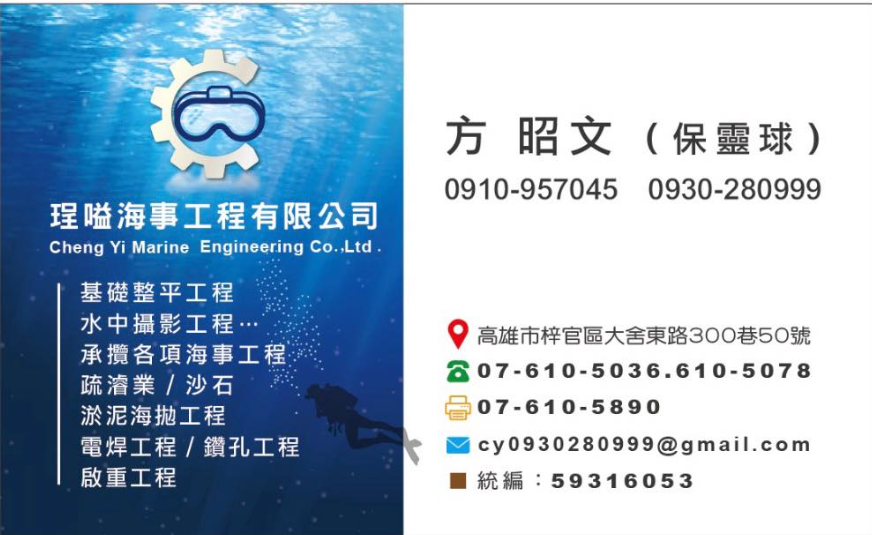 珵嗌海事工程有限公司
Cheng Yi Marine Engineering Co.,Ltd.
基礎整平工程
水中攝影工程…
承攬各項海事工程
疏濬業 / 沙石
淤泥海拋工程
電焊工程 / 鑽孔工程
啟重工程
方 昭文（保靈球）
0910-957045 0930-280999
高雄市梓官區大舍東路300巷50號
07-610-5036.610-5078
07-610-5890
cy0930280999@gmail.com
統編：59316053